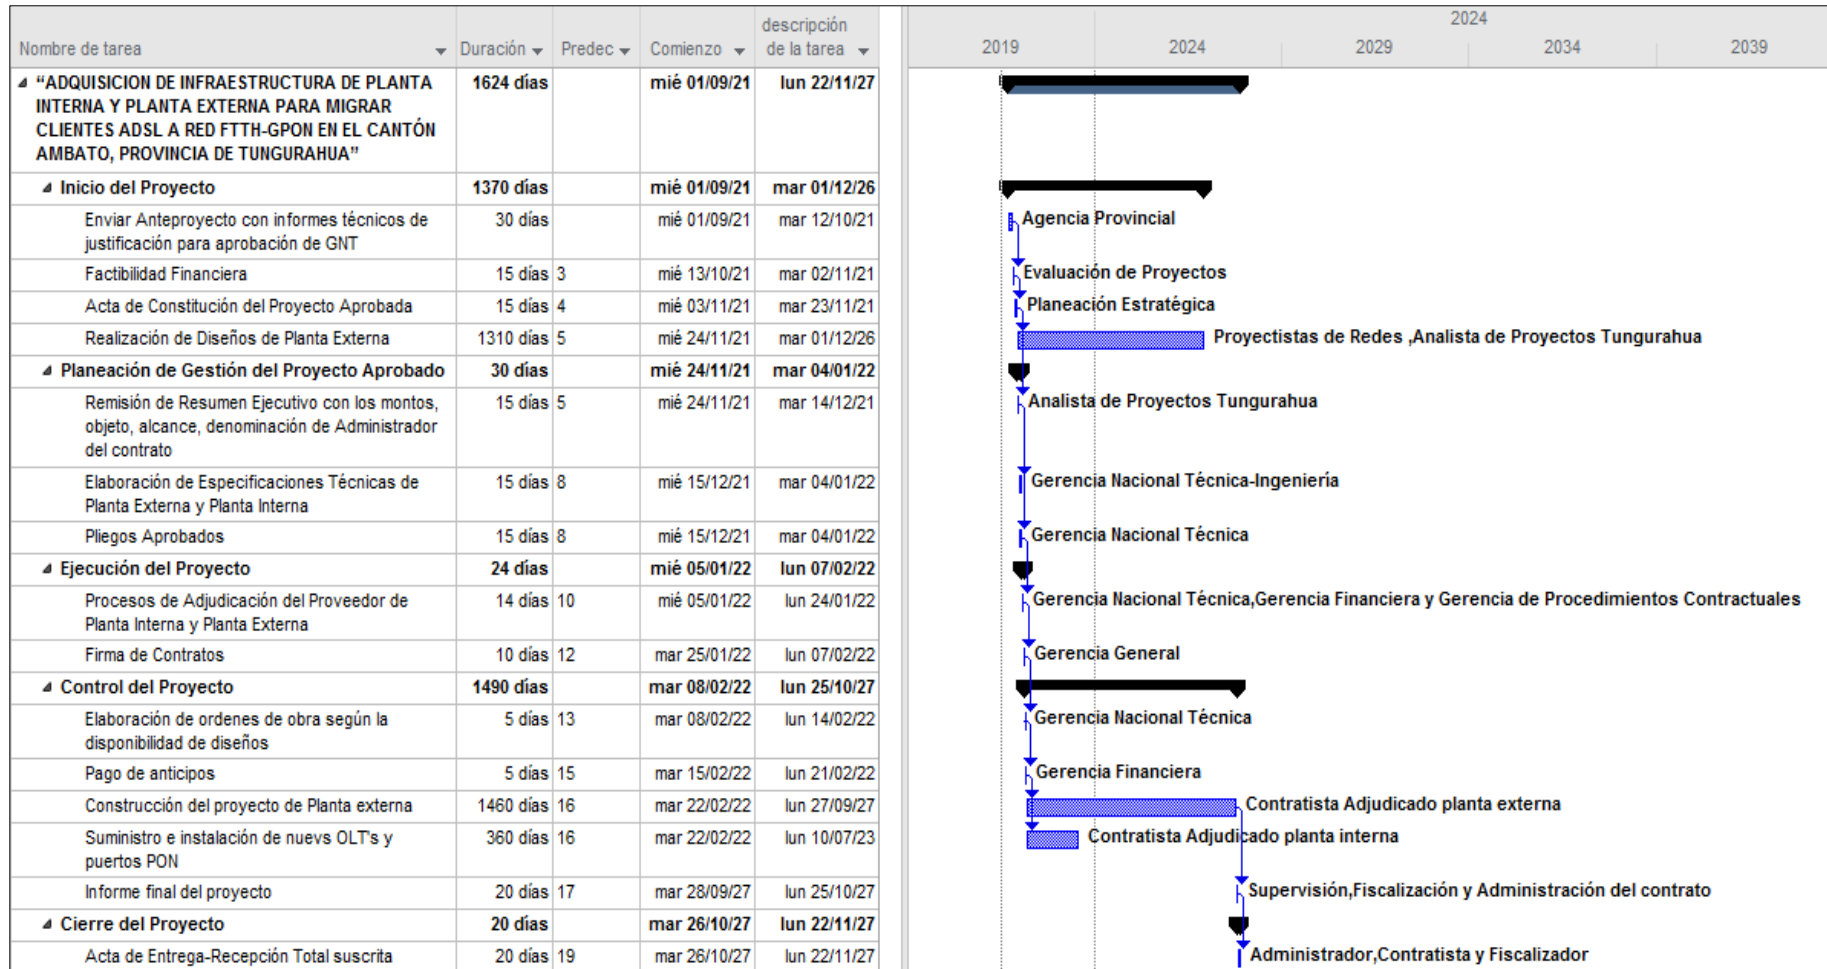 Nombre de tarea Duración Predec Comienzo descripción de la tarea
2024
2019 2024 2029 2034 2039
“ADQUISICION DE INFRAESTRUCTURA DE PLANTA 1624 días mié 01/09/21 lun 22/11/27
INTERNA Y PLANTA EXTERNA PARA MIGRAR
CLIENTES ADSL A RED FTTH-GPON EN EL CANTÓN
AMBATO, PROVINCIA DE TUNGURAHUA”
Inicio del Proyecto 1370 días mié 01/09/21 mar 01/12/26
Enviar Anteproyecto con informes técnicos de 30 días mié 01/09/21 mar 12/10/21 Agencia Provincial
justificación para aprobación de GNT
Factibilidad Financiera 15 días 3 mié 13/10/21 mar 02/11/21 Evaluación de Proyectos
Acta de Constitución del Proyecto Aprobada 15 días 4 mié 03/11/21 mar 23/11/21 Planeación Estratégica
Realización de Diseños de Planta Externa 1310 días 5 mié 24/11/21 mar 01/12/26 Proyectistas de Redes ,Analista de Proyectos Tungurahua
Planeación de Gestión del Proyecto Aprobado 30 días mié 24/11/21 mar 04/01/22
Remisión de Resumen Ejecutivo con los montos, 15 días 5 mié 24/11/21 mar 14/12/21 Analista de Proyectos Tungurahua
objeto, alcance, denominación de Administrador
del contrato
Elaboración de Especificaciones Técnicas de 15 días 8 mié 15/12/21 mar 04/01/22 Gerencia Nacional Técnica-Ingeniería
Planta Externa y Planta Interna
Pliegos Aprobados 15 días 8 mié 15/12/21 mar 04/01/22 Gerencia Nacional Técnica
Ejecución del Proyecto 24 días mié 05/01/22 lun 07/02/22
Procesos de Adjudicación del Proveedor de 14 días 10 mié 05/01/22 lun 24/01/22 Gerencia Nacional Técnica,Gerencia Financiera y Gerencia de Procedimientos Contractuales
Planta Interna y Planta Externa
Firma de Contratos 10 días 12 mar 25/01/22 lun 07/02/22 Gerencia General
Control del Proyecto 1490 días mar 08/02/22 lun 25/10/27
Elaboración de ordenes de obra según la 5 días 13 mar 08/02/22 lun 14/02/22 Gerencia Nacional Técnica
disponibilidad de diseños
Pago de anticipos 5 días 15 mar 15/02/22 lun 21/02/22 Gerencia Financiera
Construcción del proyecto de Planta externa 1460 días 16 mar 22/02/22 lun 27/09/27 Contratista Adjudicado planta externa
Suministro e instalación de nuevs OLT's y 360 días 16 mar 22/02/22 lun 10/07/23 Contratista Adjudicado planta interna
puertos PON
Informe final del proyecto 20 días 17 mar 28/09/27 lun 25/10/27 Supervisión,Fiscalización y Administración del contrato
Cierre del Proyecto 20 días mar 26/10/27 lun 22/11/27
Acta de Entrega-Recepción Total suscrita 20 días 19 mar 26/10/27 lun 22/11/27 Administrador,Contratista y Fiscalizador